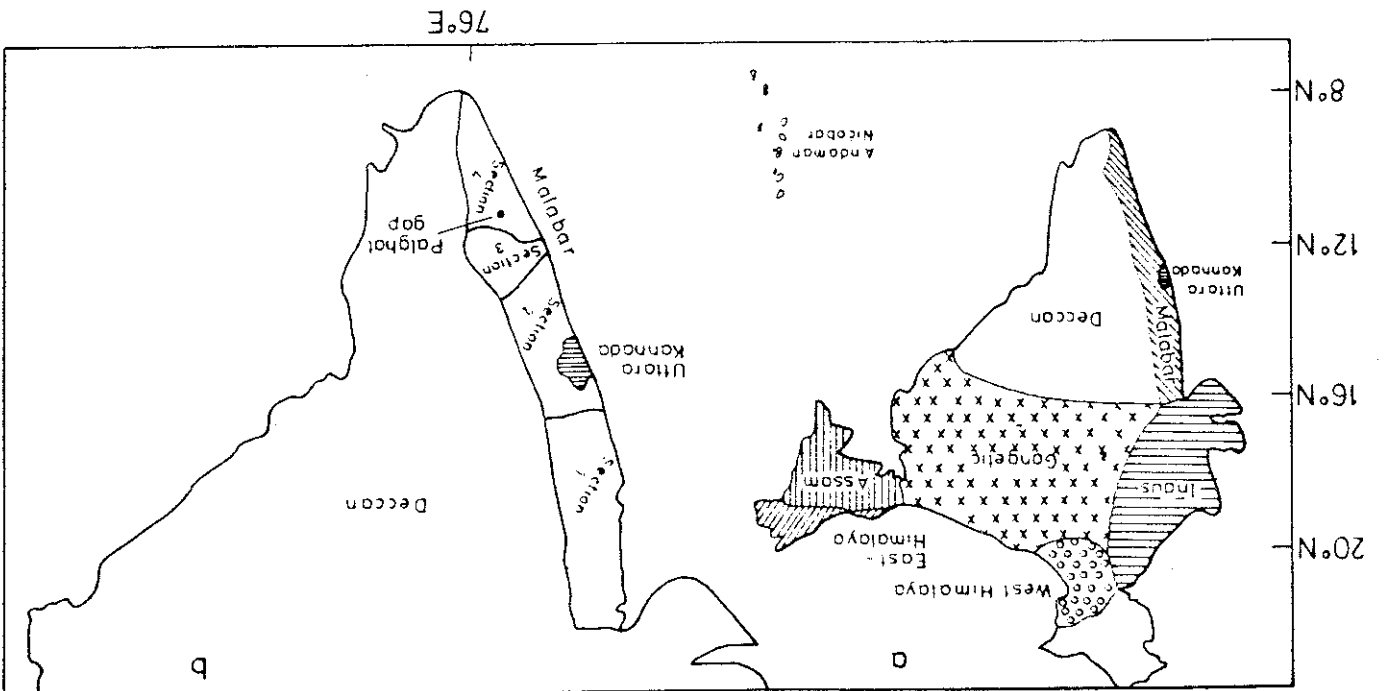 a
West Himalaya
East-
Himalaya
Assam
Indus
Gangetic
Malabar
Deccan
Uttara
Kannada
Andaman
Nicobar
20°N
16°N
12°N
8°N
b
Deccan
Section
1
Uttara
Kannada
Section
2
Section
3
Malabar
Palghat
gap
Section
4
76°E